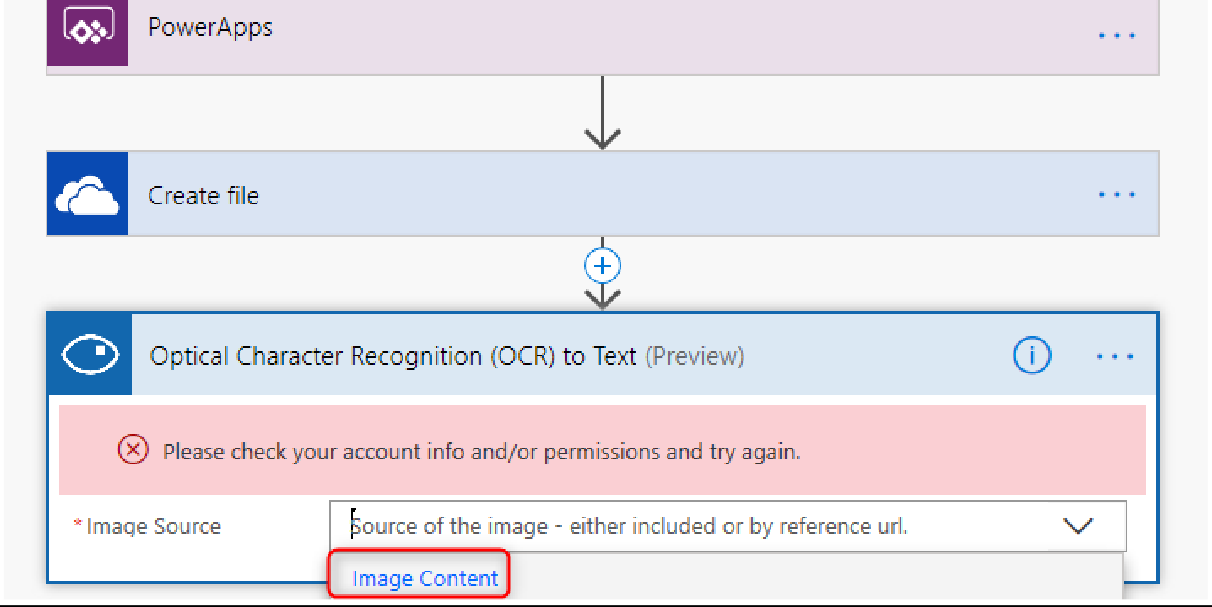 PowerApps
Create file
Optical Character Recognition (OCR) to Text (Preview)
Please check your account info and/or permissions and try again.
* Image Source
Source of the image - either included or by reference url.
Image Content